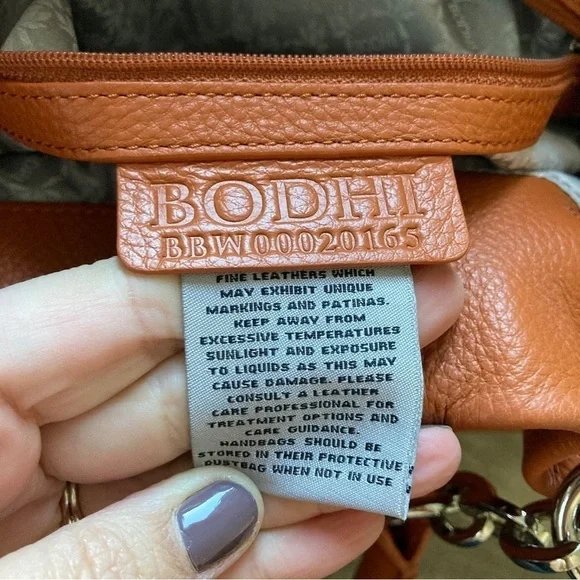 BODHI
BBW00020165
FINE LEATHERS WHICH
MAY EXHIBIT UNIQUE
MARKINGS AND PATINAS.
KEEP AWAY FROM
EXCESSIVE TEMPERATURES
SUNLIGHT AND EXPOSURE
TO LIQUIDS AS THIS MAY
CAUSE DAMAGE. PLEASE
CONSULT A LEATHER
CARE PROFESSIONAL FOR
TREATMENT OPTIONS AND
CARE GUIDANCE.
HANDBAGS SHOULD BE
STORED IN THEIR PROTECTIVE
DUSTBAG WHEN NOT IN USE